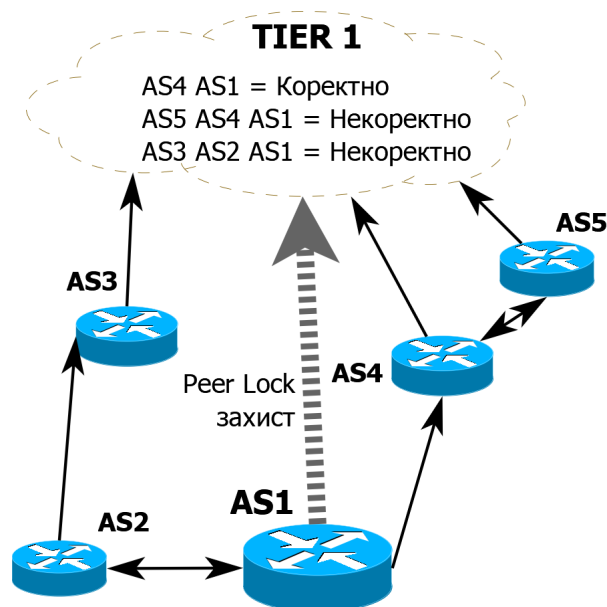 TIER 1
AS4 AS1 = Коректно
AS5 AS4 AS1 = Некоректно
AS3 AS2 AS1 = Некоректно
AS5
AS3
AS4
Peer Lock
захист
AS1
AS2